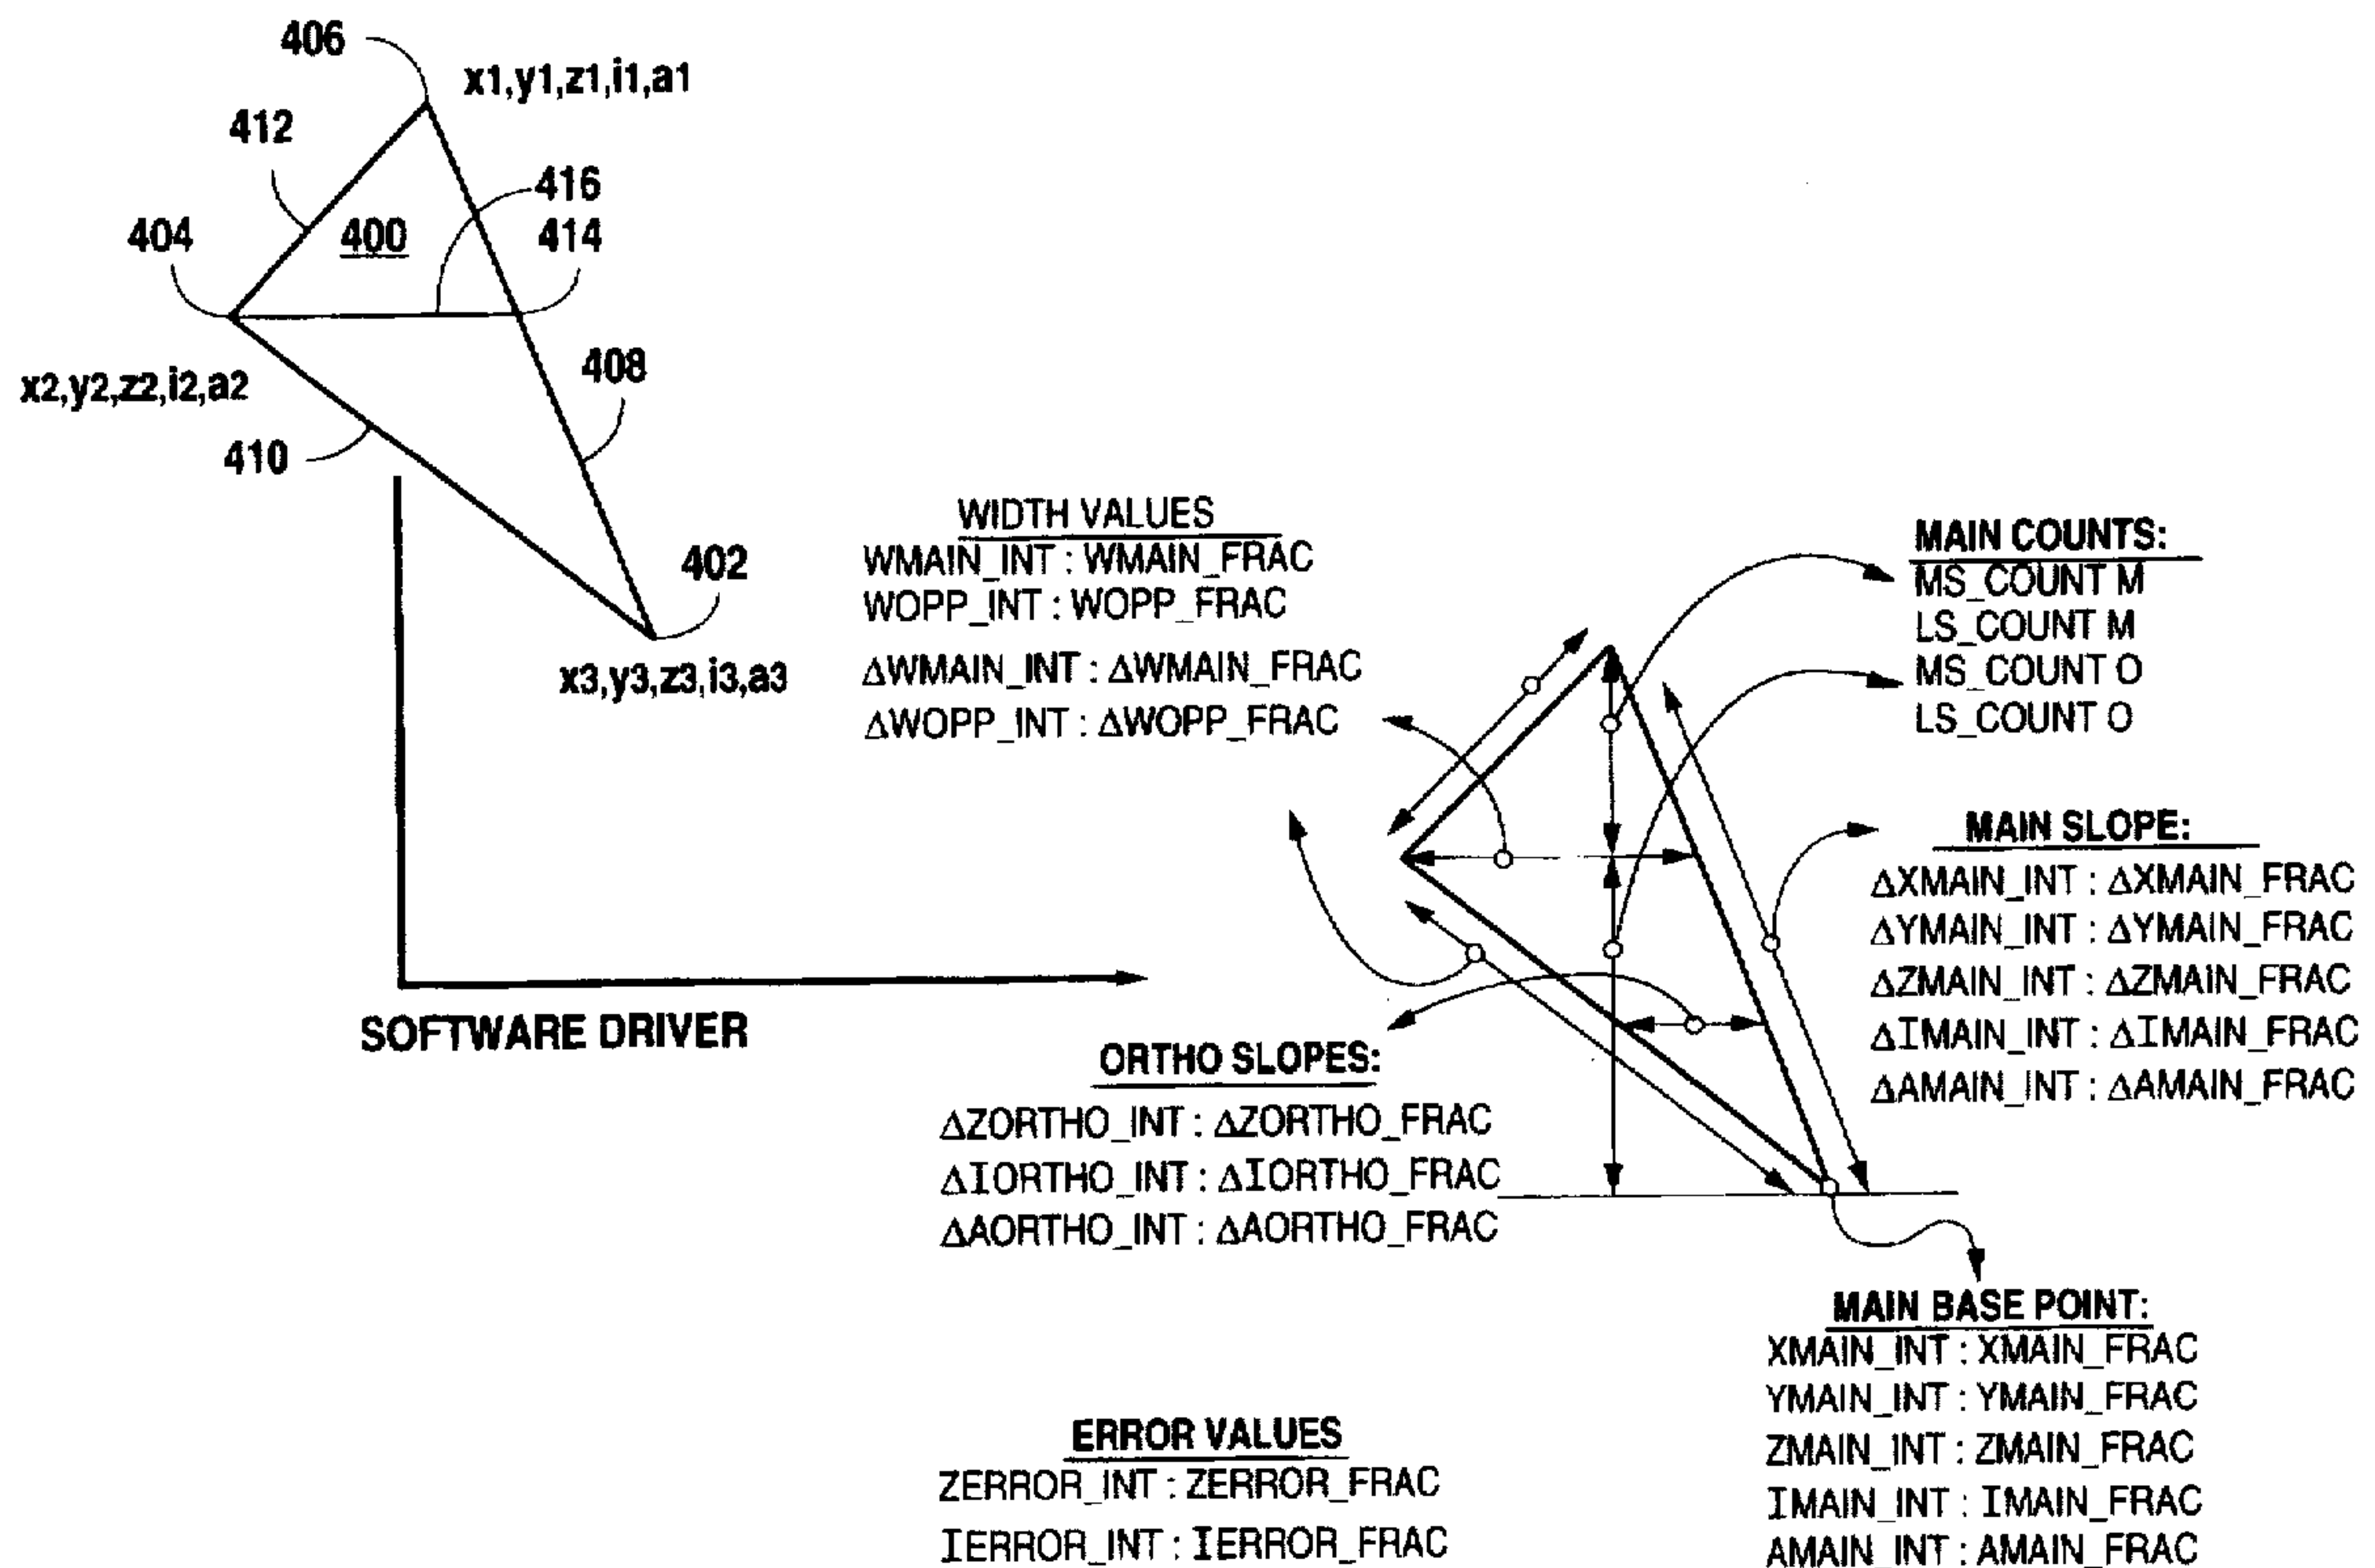 406
x1,y1,z1,i1,a1
412
416
404
400
414
408
x2,y2,z2,i2,a2
410
402
x3,y3,z3,i3,a3
SOFTWARE DRIVER
WIDTH VALUES
WMAIN_INT : WMAIN_FRAC
WOPP_INT : WOPP_FRAC
ΔWMAIN_INT : ΔWMAIN_FRAC
ΔWOPP_INT : ΔWOPP_FRAC
MAIN COUNTS:
MS_COUNT M
LS_COUNT M
MS_COUNT O
LS_COUNT O
MAIN SLOPE:
ΔXMAIN_INT : ΔXMAIN_FRAC
ΔYMAIN_INT : ΔYMAIN_FRAC
ΔZMAIN_INT : ΔZMAIN_FRAC
ΔIMAIN_INT : ΔIMAIN_FRAC
ΔAMAIN_INT : ΔAMAIN_FRAC
ORTHO SLOPES:
ΔZORTHO_INT : ΔZORTHO_FRAC
ΔIORTHO_INT : ΔIORTHO_FRAC
ΔAORTHO_INT : ΔAORTHO_FRAC
MAIN BASE POINT:
XMAIN_INT : XMAIN_FRAC
YMAIN_INT : YMAIN_FRAC
ZMAIN_INT : ZMAIN_FRAC
IMAIN_INT : IMAIN_FRAC
AMAIN_INT : AMAIN_FRAC
ERROR VALUES
ZERROR_INT : ZERROR_FRAC
IERROR_INT : IERROR_FRAC